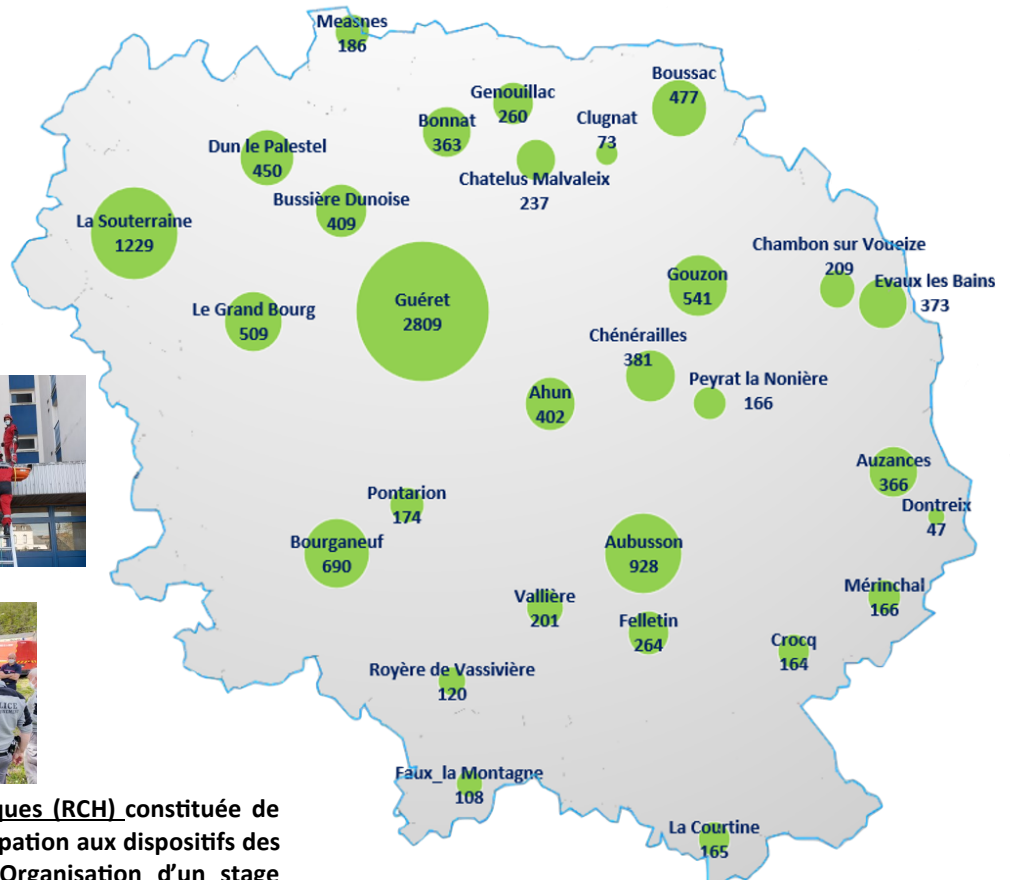 Measnes
186
Genouillac
260
Boussac
477
Bonnat
363
Clugnat
73
Dun le Palestel
450
Chatelus Malvaleix
237
Bussière Dunoise
409
La Souterraine
1229
Chambon sur Voueize
209
Evaux les Bains
373
Gouzon
541
Guéret
2809
Le Grand Bourg
509
Chénérailles
381
Peyrat la Nonière
166
Ahun
402
Auzances
366
Dontreix
47
Pontarion
174
Bourganeuf
690
Aubusson
928
Mérinchal
166
Vallière
201
Felletin
264
Crocq
164
Royère de Vassivière
120
Faux_la Montagne
108
La Courtine
165
LICE
ques (RCH) constituée de
pation aux dispositifs des
Organisation d'un stage